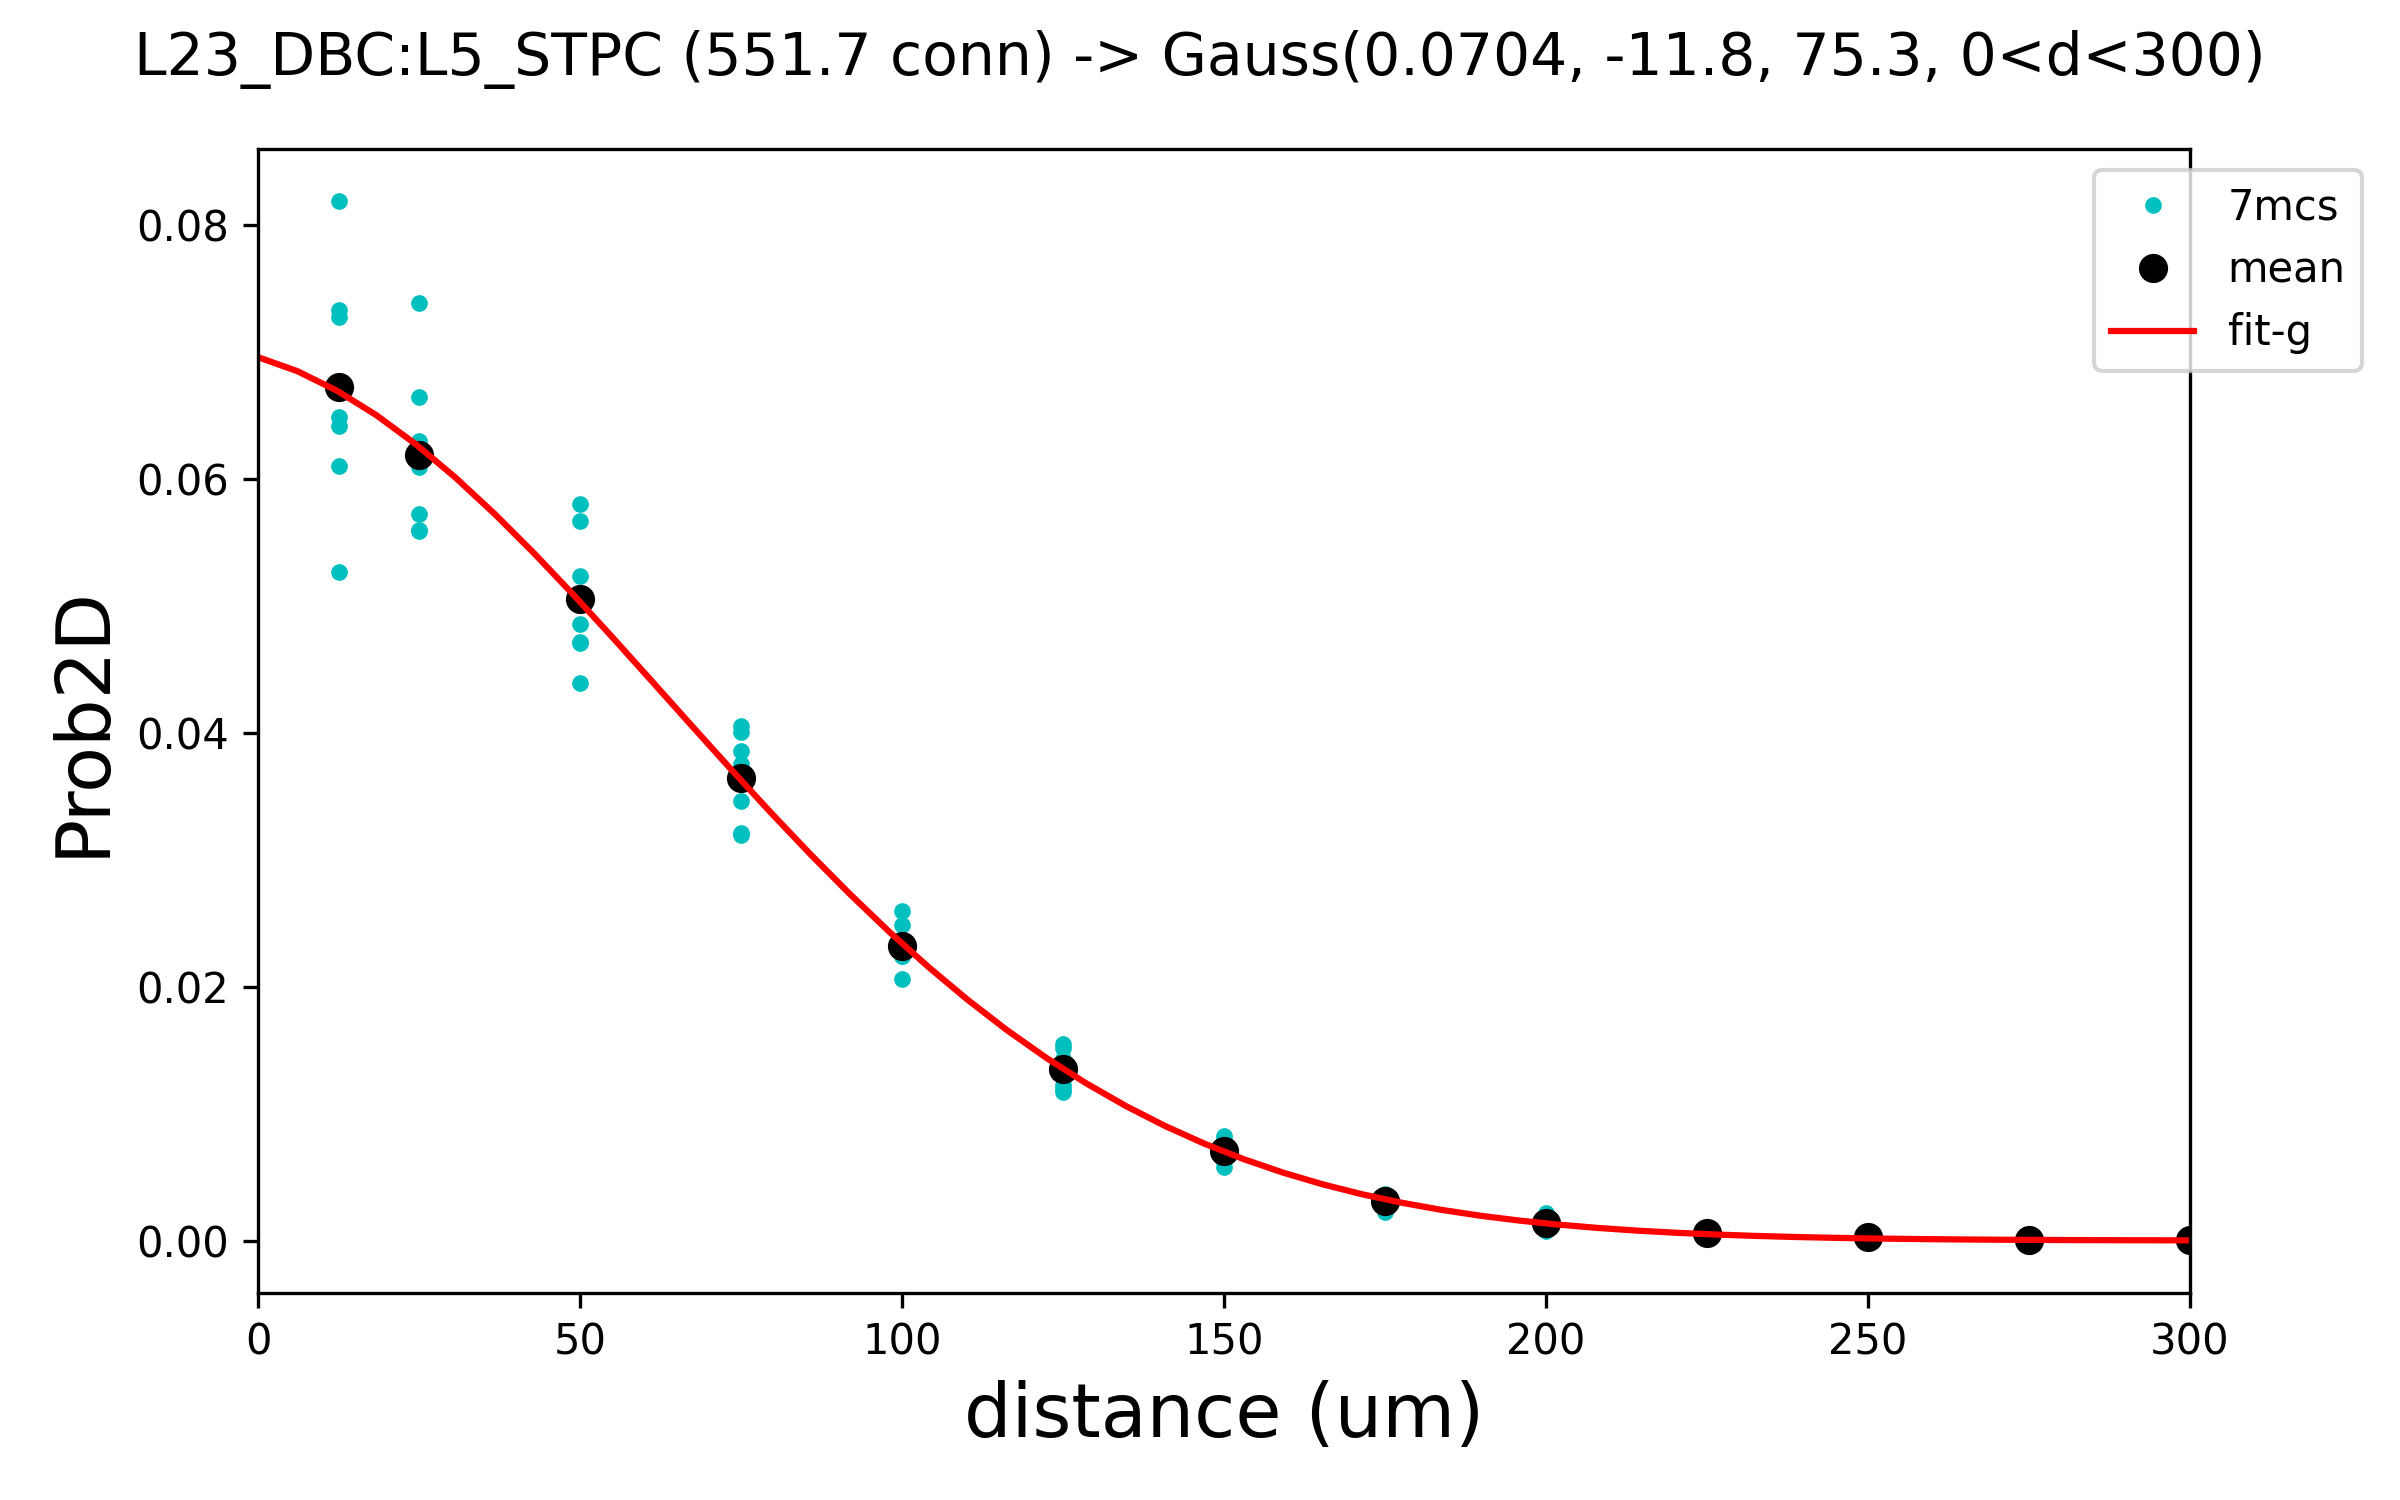 L23_DBC:L5_STPC (551.7 conn) -> Gauss(0.0704, -11.8, 75.3, 0<d<300)
7mcs
mean
fit-g
Prob2D
0.08
0.06
0.04
0.02
0.00
0 50 100 150 200 250 300
distance (um)